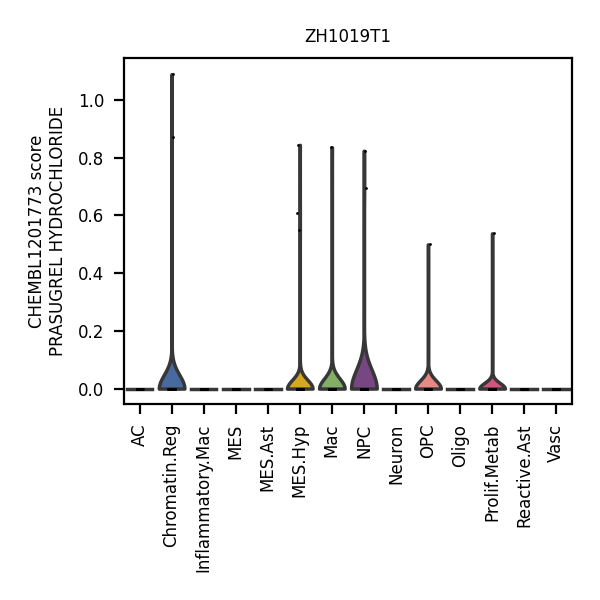 ZH1019T1
CHEMBL1201773 score
PRASUGREL HYDROCHLORIDE
1.0
0.8
0.6
0.4
0.2
0.0
AC
Chromatin.Reg
Inflammatory.Mac
MES
MES.Ast
MES.Hyp
Mac
NPC
Neuron
OPC
Oligo
Prolif.Metab
Reactive.Ast
Vasc